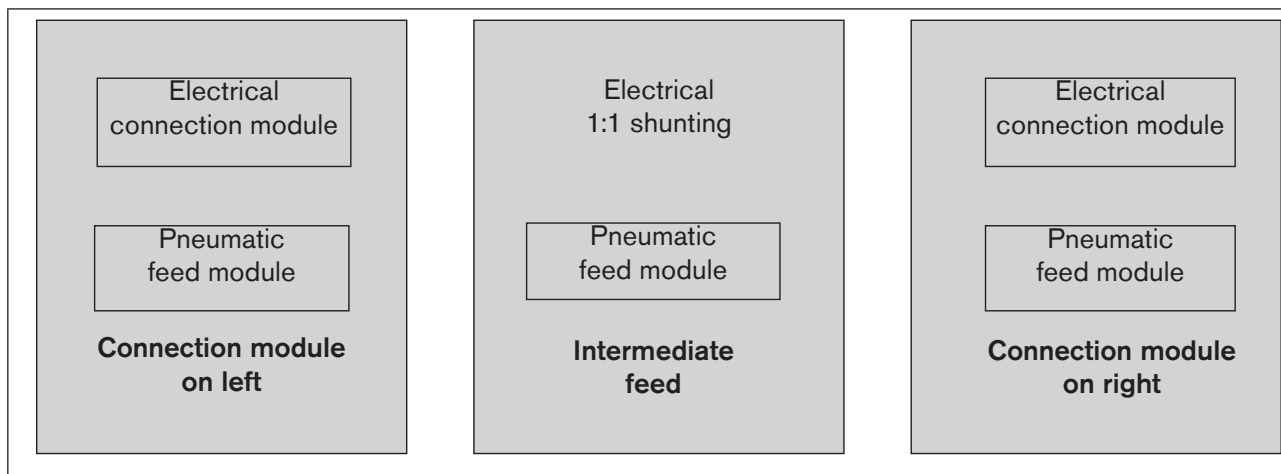 Electrical
connection module
Pneumatic
feed module
Connection module
on left
Electrical
1:1 shunting
Pneumatic
feed module
Intermediate
feed
Electrical
connection module
Pneumatic
feed module
Connection module
on right